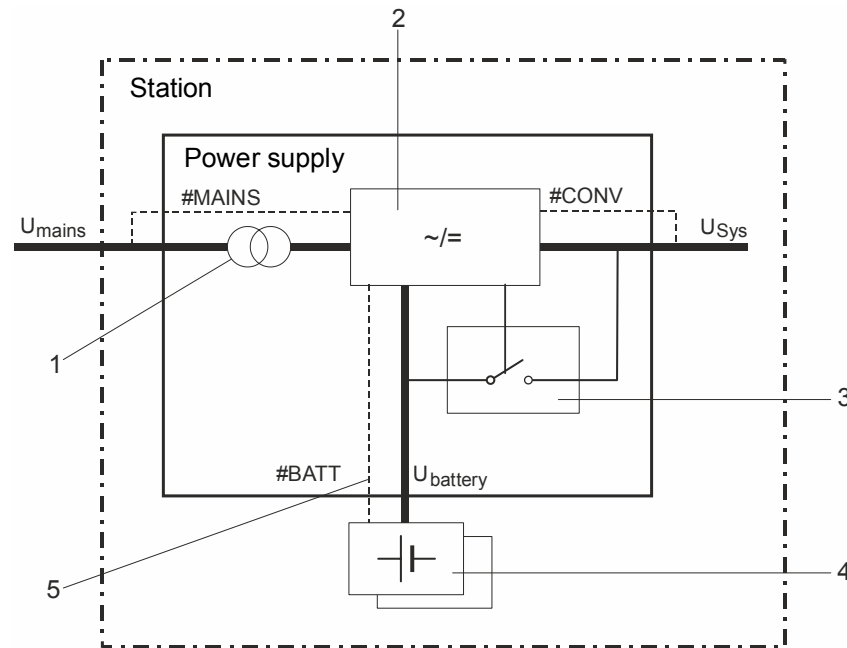 2
Station
Power supply
#MAINS
#CONV
Umains
USys
~/=
1
3
#BATT
Ubattery
5
4